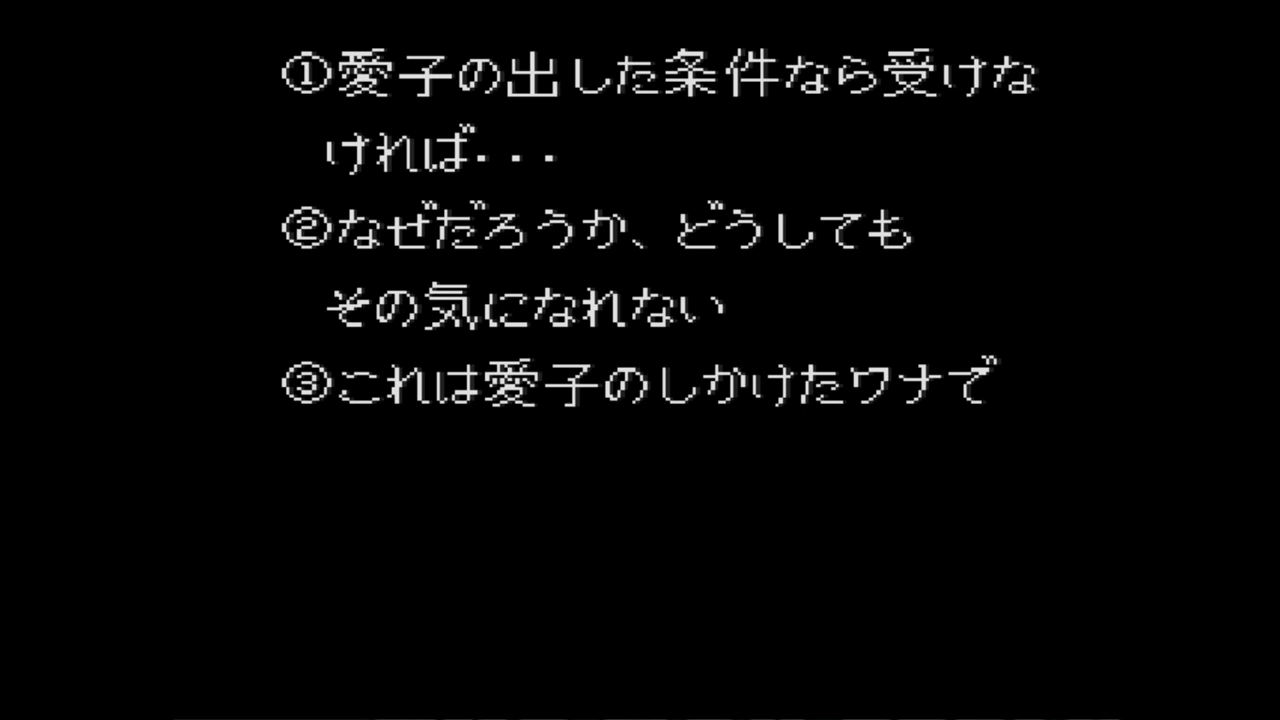 ①愛子の出した条件なら受けな
ければ・・・
②なぜだろうか、どうしても
その気になれない
③これは愛子のしかけたワナで